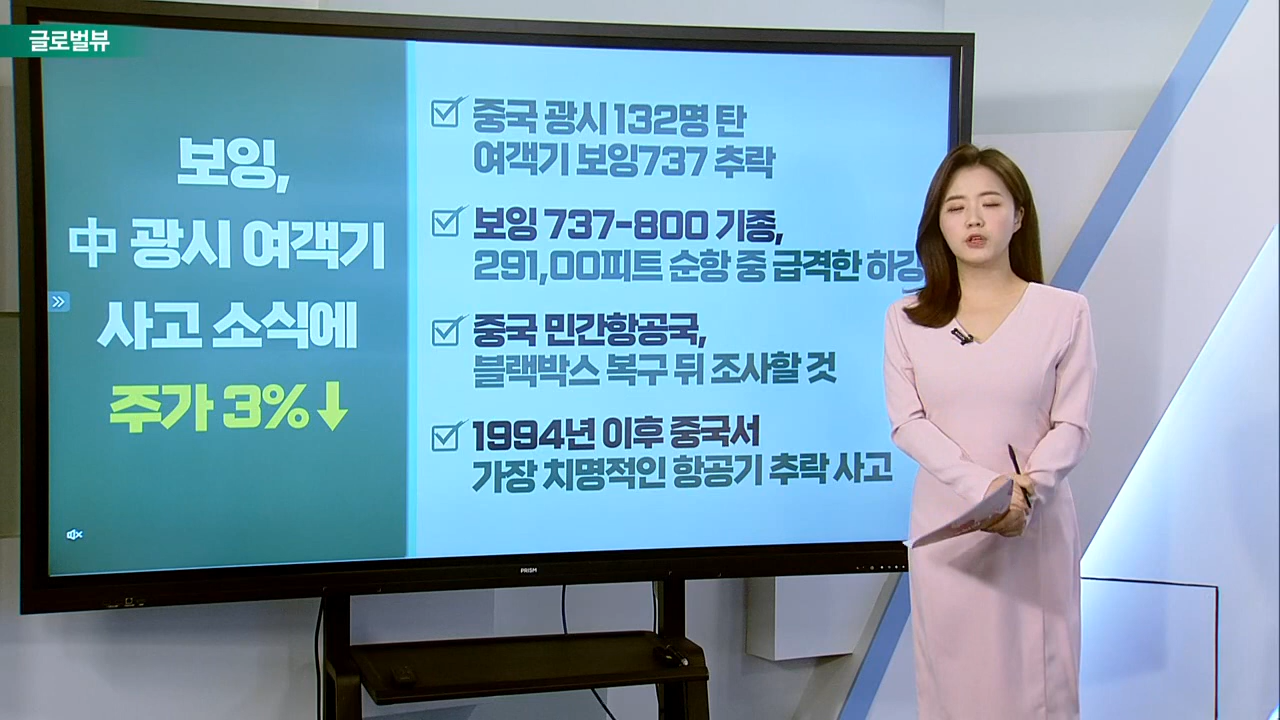 글로벌뷰
보잉,
中 광시 여객기
사고 소식에
주가 3%↓
중국 광시 132명 탄
여객기 보잉737 추락
보잉 737-800 기종,
291,00피트 순항 중 급격한 하강
중국 민간항공국,
블랙박스 복구 뒤 조사할 것
1994년 이후 중국서
가장 치명적인 항공기 추락 사고
PRISM